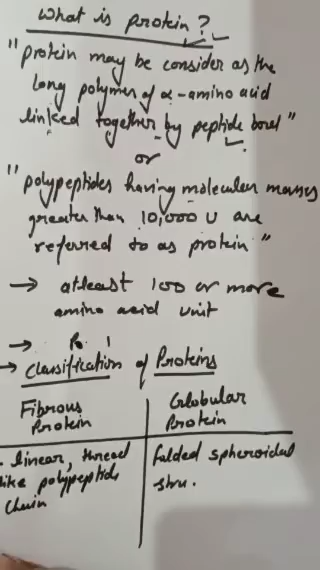 what is protein?
"protein may be consider as the
long polymer of α-amino acid
linked together by peptide bond"
or
"polypeptides having molecular masses
greater than 10,000 U are
referred to as protein"
→ atleast 100 or more
amino acid unit
→
→ Classification of Proteins
Fibrous
Protein
Globular
Protein
linear, thread
like polypeptide
chain
folded spheroidal
stru.